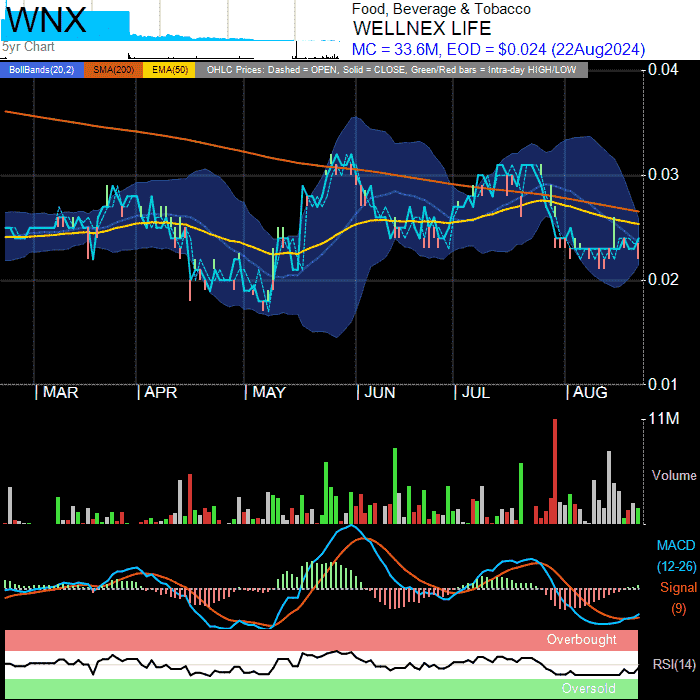 WNX
5yr Chart
Food, Beverage & Tobacco
WELLNEX LIFE
MC = 33.6M, EOD = $0.024 (22Aug2024)
BollBands(20,2) SMA(200) EMA(50) OHLC Prices: Dashed = OPEN, Solid = CLOSE, Green/Red bars = Intra-day HIGH/LOW
0.04
0.03
0.02
0.01
| MAR | APR | MAY | JUN | JUL | AUG
11M
Volume
MACD
(12-26)
Signal
(9)
Overbought
RSI(14)
Oversold